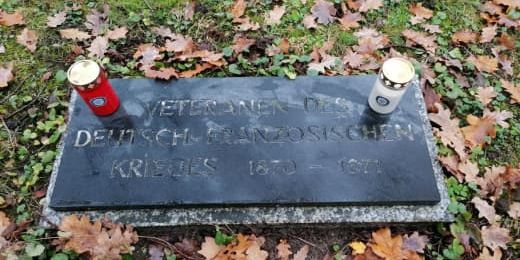 VETERANEN DES
DEUTSCH-FRANZÖSISCHEN
KRIEGES 1870 – 1871